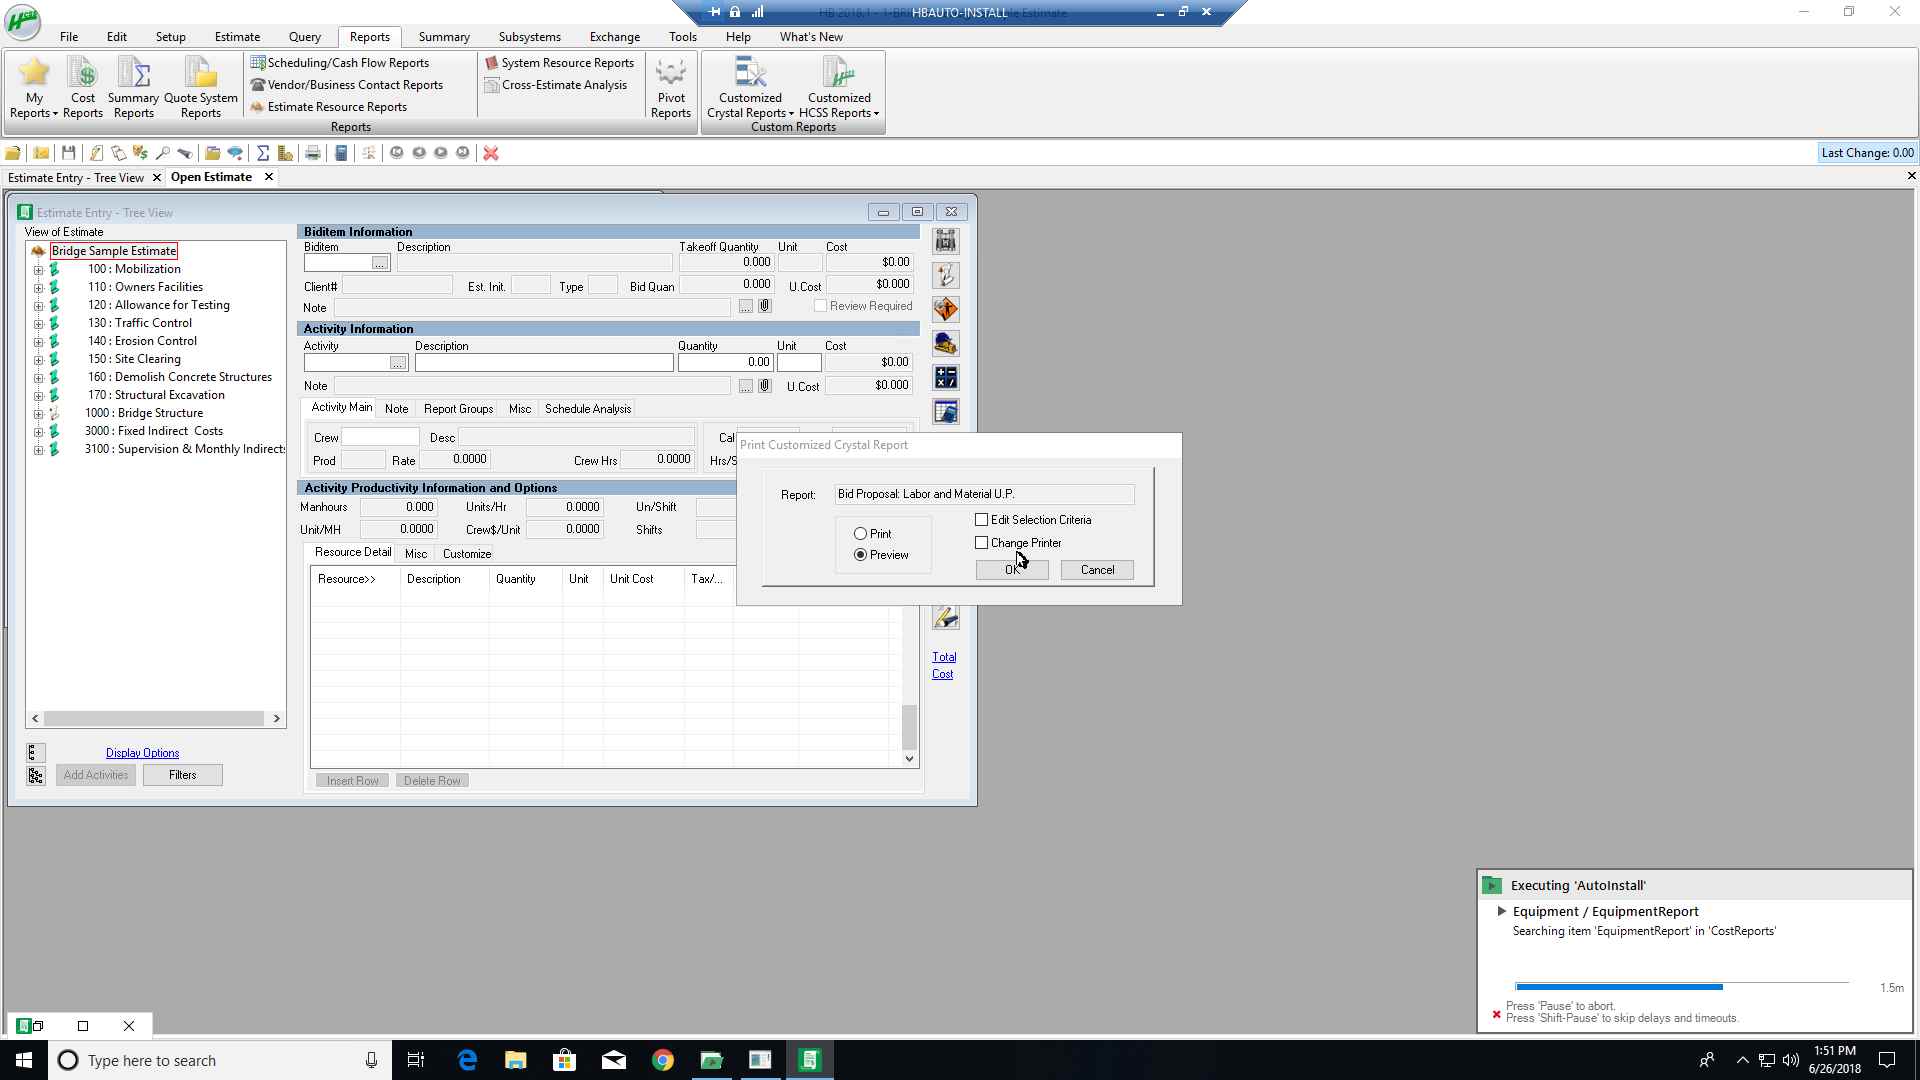 HBAUTO-INSTALL
File Edit Setup Estimate Query Reports Summary Subsystems Exchange Tools Help What's New
My Reports
Cost Reports
Summary Reports
Quote System Reports
Scheduling/Cash Flow Reports
Vendor/Business Contact Reports
Estimate Resource Reports
System Resource Reports
Cross-Estimate Analysis
Pivot Reports
Customized Crystal Reports
Customized HCSS Reports
Reports
Custom Reports
Last Change: 0.00
Estimate Entry - Tree View
Open Estimate
Estimate Entry - Tree View
View of Estimate
Bridge Sample Estimate
100 : Mobilization
110 : Owners Facilities
120 : Allowance for Testing
130 : Traffic Control
140 : Erosion Control
150 : Site Clearing
160 : Demolish Concrete Structures
170 : Structural Excavation
1000 : Bridge Structure
3000 : Fixed Indirect Costs
3100 : Supervision & Monthly Indirects
Display Options
Add Activities Filters
Biditem Information
Biditem Description Takeoff Quantity Unit Cost
... 0.000 $0.00
Client# Est. Init. Type Bid Quan 0.000 U.Cost $0.000
Note ... Review Required
Activity Information
Activity Description Quantity Unit Cost
... 0.00 $0.00
Note ... U.Cost $0.000
Activity Main Note Report Groups Misc Schedule Analysis
Crew Desc Cal
Prod Rate 0.0000 Crew Hrs 0.0000 Hrs/S
Activity Productivity Information and Options
Manhours 0.000 Units/Hr 0.0000 Un/Shift
Unit/MH 0.0000 Crew$/Unit 0.0000 Shifts
Resource Detail Misc Customize
Resource>> Description Quantity Unit Unit Cost Tax/...
Insert Row Delete Row
Total
Cost
Print Customized Crystal Report
Report: Bid Proposal: Labor and Material U.P.
Print
Preview
Edit Selection Criteria
Change Printer
OK Cancel
Executing 'AutoInstall'
Equipment / EquipmentReport
Searching item 'EquipmentReport' in 'CostReports'
1.5m
Press 'Pause' to abort.
Press 'Shift-Pause' to skip delays and timeouts.
Type here to search
1:51 PM
6/26/2018